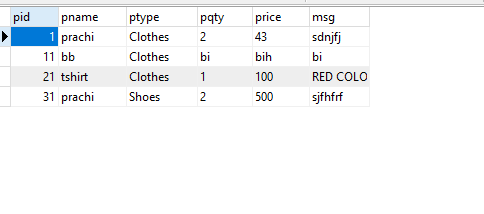 pid pname ptype pqty price msg
1 prachi Clothes 2 43 sdnjfj
11 bb Clothes bi bih bi
21 tshirt Clothes 1 100 RED COLO
31 prachi Shoes 2 500 sjfhfrf